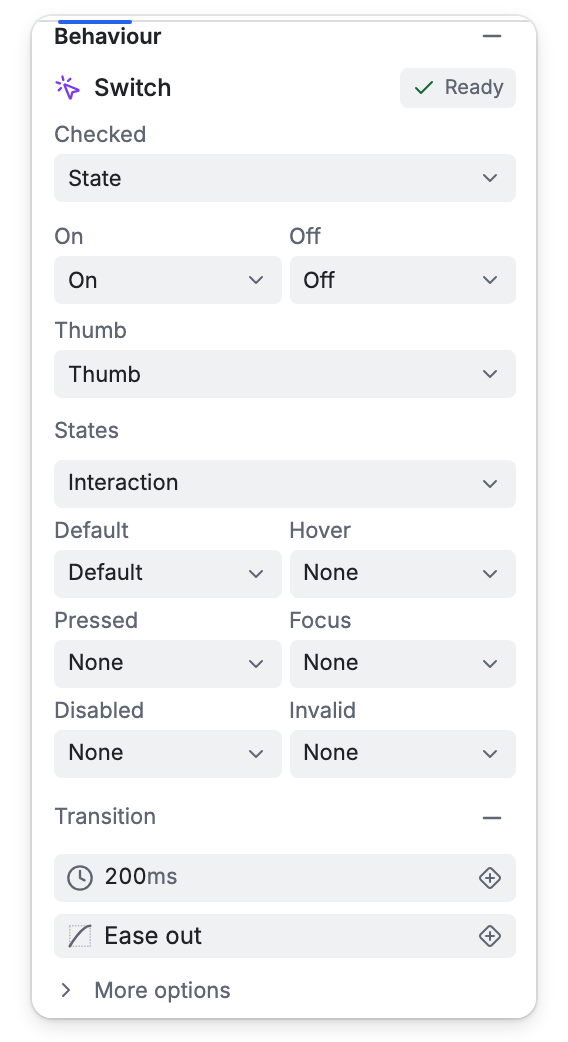 Behaviour
Switch
Ready
Checked
State
On Off
On Off
Thumb
Thumb
States
Interaction
Default Hover
Default None
Pressed Focus
None None
Disabled Invalid
None None
Transition
200ms
Ease out
More options